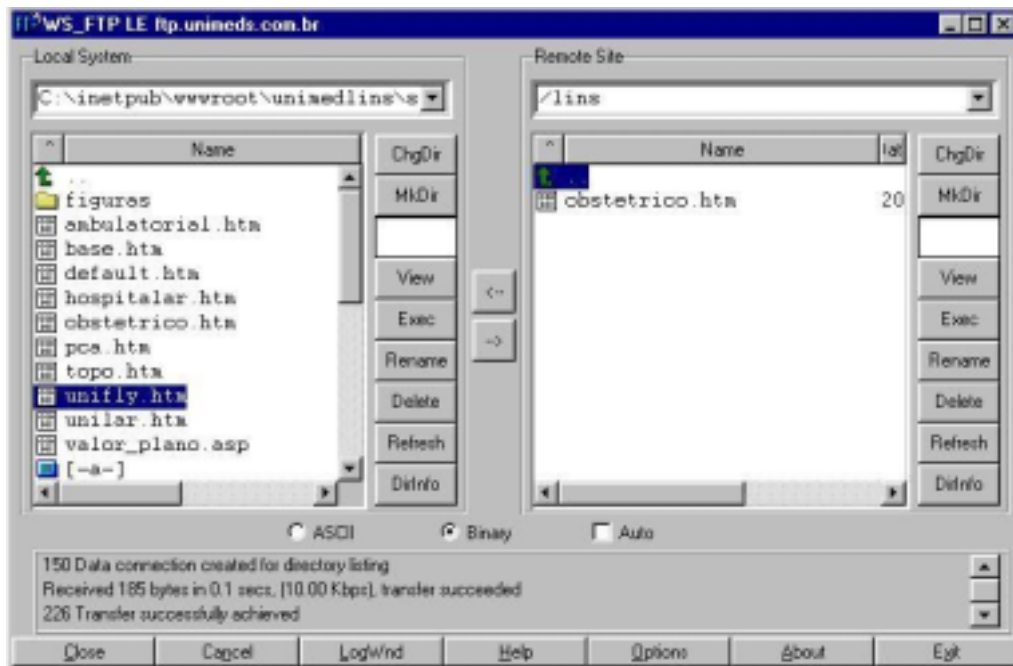 WS_FTP LE ftp.unimeds.com.br
Local System
C:\inetpub\wwwroot\unimedlins\s
^ Name
..
figuras
ambulatorial.htm
base.htm
default.htm
hospitalar.htm
obstetrico.htm
pca.htm
topo.htm
unifly.htm
unilar.htm
valor_plano.asp
[-a-]
ChgDir
MkDir
View
Exec
Rename
Delete
Refresh
DirInfo
<--
-->
Remote Site
/lins
^ Name
..
obstetrico.htm 20
ChgDir
MkDir
View
Exec
Rename
Delete
Refresh
DirInfo
ASCII Binary Auto
150 Data connection created for directory listing
Received 185 bytes in 0.1 secs, (10.00 Kbps), transfer succeeded
226 Transfer successfully achieved
Close Cancel LogWnd Help Options About Exit